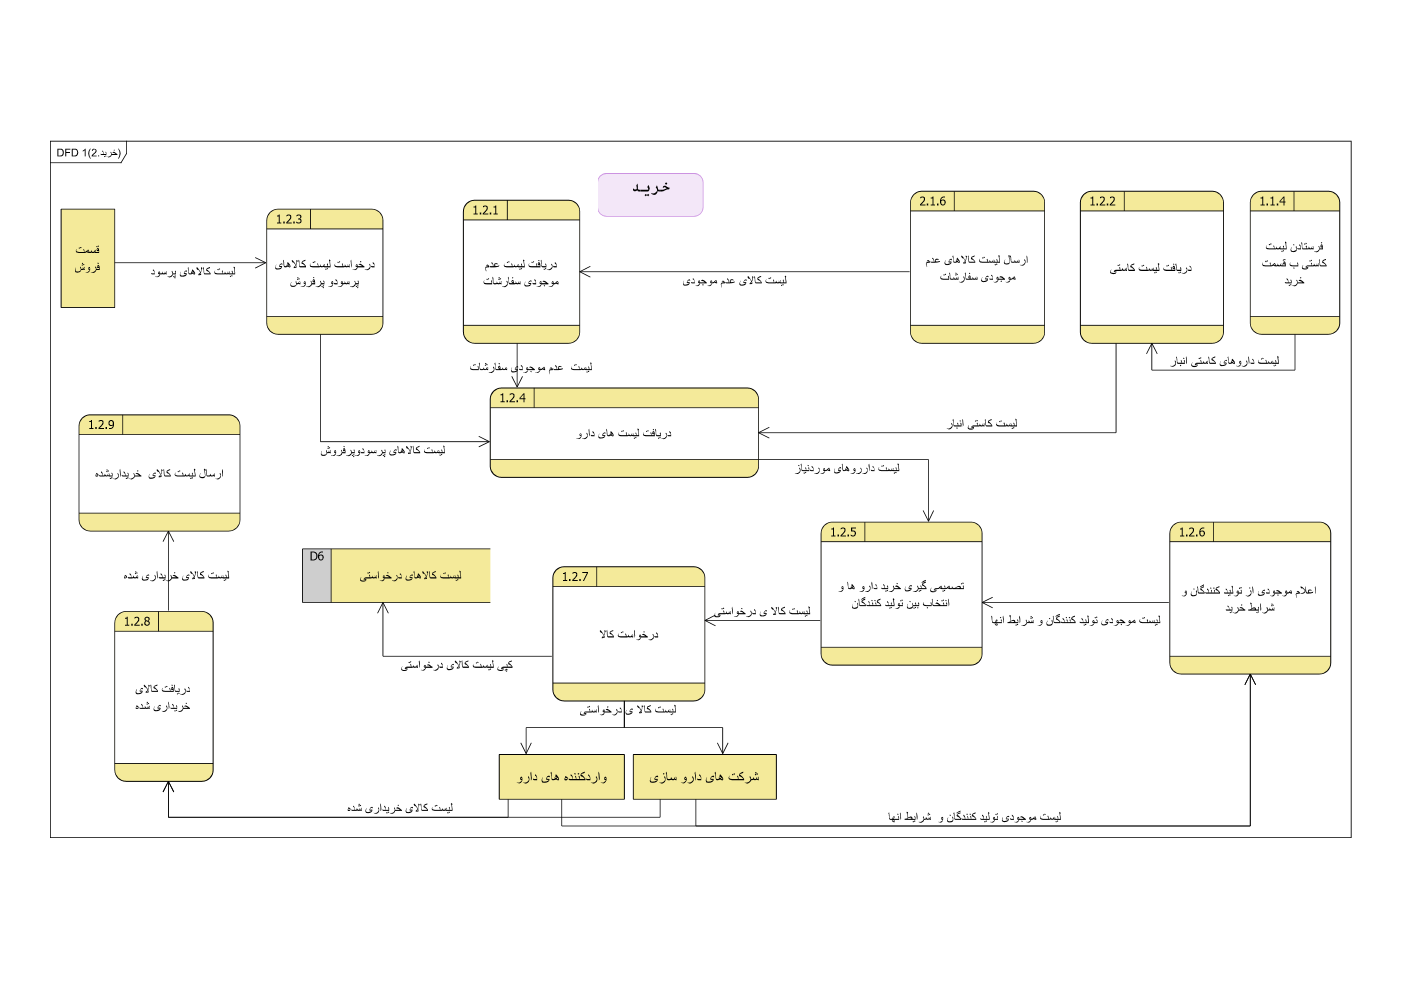 DFD 1(خرید.2)
خریـد
قسمت
فروش
لیست کالاهای پرسود
1.2.3
درخواست لیست کالاهای
پرسودو پرفروش
1.2.1
دریافت لیست عدم
موجودی سفارشات
لیست کالای عدم موجودی
2.1.6
ارسال لیست کالاهای عدم
موجودی سفارشات
1.2.2
دریافت لیست کاستی
1.1.4
فرستادن لیست
کاستی ب قسمت
خرید
لیست داروهای کاستی انبار
لیست عدم موجودی سفارشات
1.2.4
دریافت لیست های دارو
لیست کاستی انبار
لیست کالاهای پرسودوپرفروش
لیست دارروهای موردنیاز
1.2.9
ارسال لیست کالای خریداریشده
لیست کالای خریداری شده
D6
لیست کالاهای درخواستی
1.2.7
درخواست کالا
لیست کالا ی درخواستی
1.2.5
تصمیمی گیری خرید دارو ها و
انتخاب بین تولید کنندگان
لیست موجودی تولید کنندگان و شرایط انها
1.2.6
اعلام موجودی از تولید کنندگان و
شرایط خرید
کپی لیست کالای درخواستی
1.2.8
دریافت کالای
خریداری شده
لیست کالا ی درخواستی
واردکننده های دارو
شرکت های دارو سازی
لیست کالای خریداری شده
لیست موجودی تولید کنندگان و شرایط انها